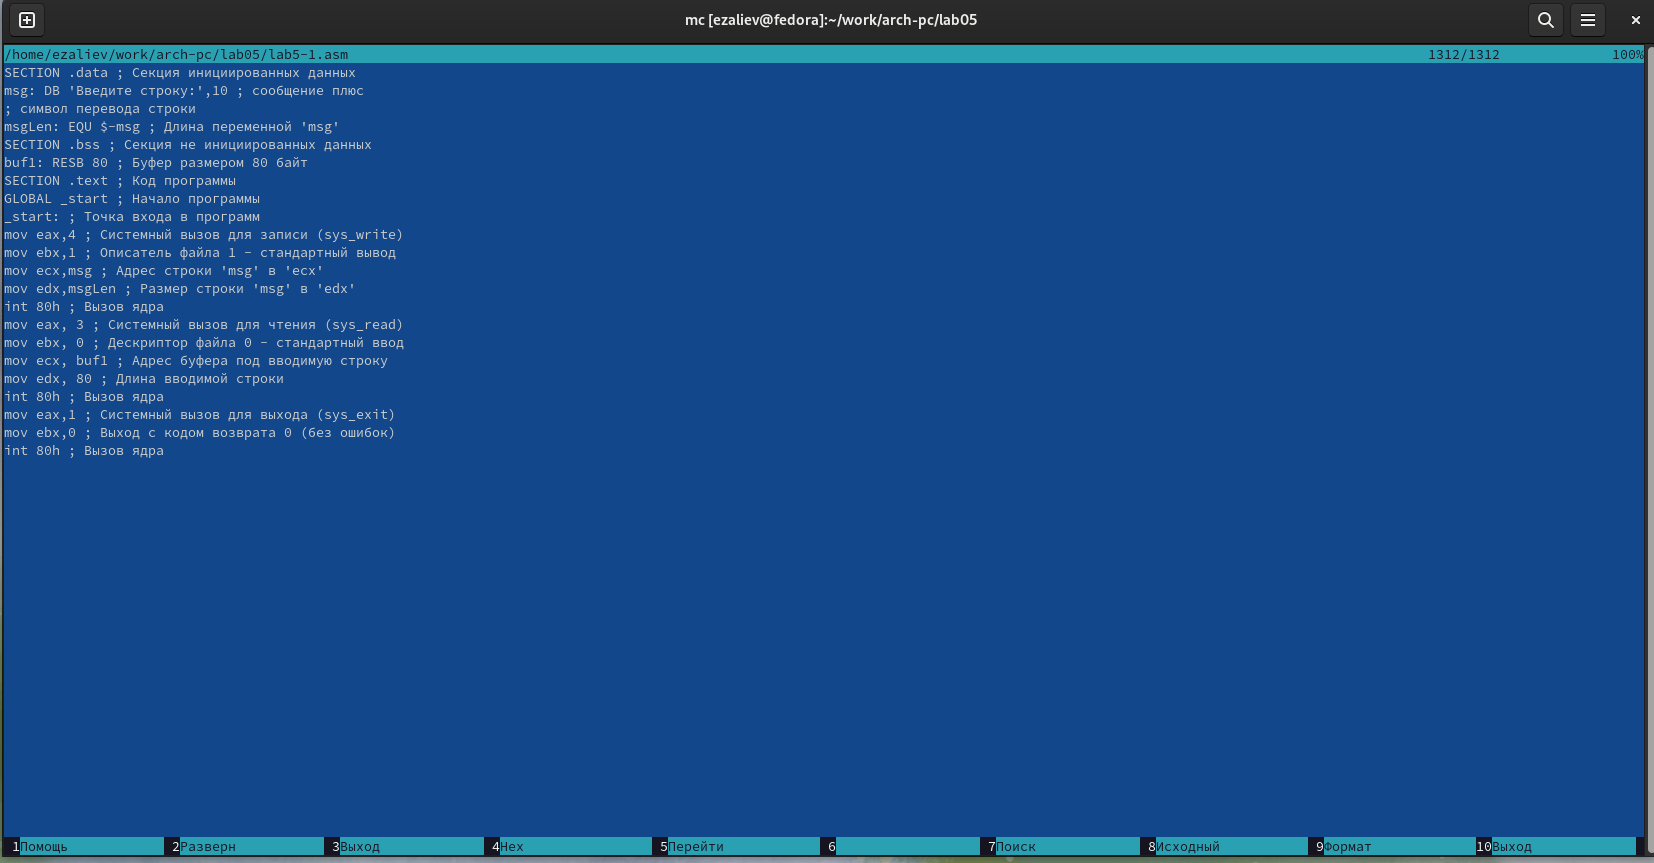 mc [ezaliev@fedora]:~/work/arch-pc/lab05
/home/ezaliev/work/arch-pc/lab05/lab5-1.asm 1312/1312 100%
SECTION .data ; Секция инициированных данных
msg: DB 'Введите строку:',10 ; сообщение плюс
; символ перевода строки
msgLen: EQU $-msg ; Длина переменной 'msg'
SECTION .bss ; Секция не инициированных данных
buf1: RESB 80 ; Буфер размером 80 байт
SECTION .text ; Код программы
GLOBAL _start ; Начало программы
_start: ; Точка входа в программ
mov eax,4 ; Системный вызов для записи (sys_write)
mov ebx,1 ; Описатель файла 1 - стандартный вывод
mov ecx,msg ; Адрес строки 'msg' в 'ecx'
mov edx,msgLen ; Размер строки 'msg' в 'edx'
int 80h ; Вызов ядра
mov eax, 3 ; Системный вызов для чтения (sys_read)
mov ebx, 0 ; Дескриптор файла 0 - стандартный ввод
mov ecx, buf1 ; Адрес буфера под вводимую строку
mov edx, 80 ; Длина вводимой строки
int 80h ; Вызов ядра
mov eax,1 ; Системный вызов для выхода (sys_exit)
mov ebx,0 ; Выход с кодом возврата 0 (без ошибок)
int 80h ; Вызов ядра
1Помощь 2Разверн 3Выход 4Hex 5Перейти 6 7Поиск 8Исходный 9Формат 10Выход